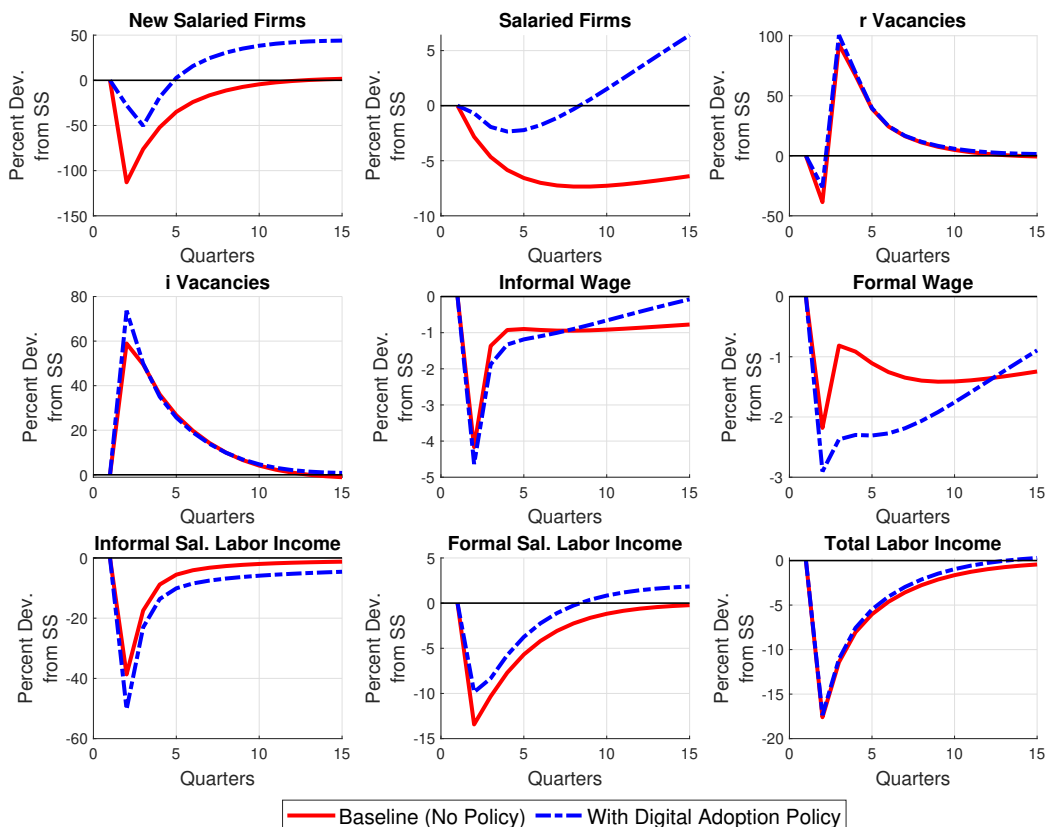 New Salaried Firms
Percent Dev.
from SS
50
0
-50
-100
-150
0
5
10
15
Quarters
Salaried Firms
Percent Dev.
from SS
5
0
-5
-10
0
5
10
15
Quarters
r Vacancies
Percent Dev.
from SS
100
50
0
-50
0
5
10
15
Quarters
i Vacancies
Percent Dev.
from SS
80
60
40
20
0
0
5
10
15
Quarters
Informal Wage
Percent Dev.
from SS
0
-1
-2
-3
-4
-5
0
5
10
15
Quarters
Formal Wage
Percent Dev.
from SS
0
-1
-2
-3
0
5
10
15
Quarters
Informal Sal. Labor Income
Percent Dev.
from SS
0
-20
-40
-60
0
5
10
15
Quarters
Formal Sal. Labor Income
Percent Dev.
from SS
5
0
-5
-10
-15
0
5
10
15
Quarters
Total Labor Income
Percent Dev.
from SS
0
-5
-10
-15
-20
0
5
10
15
Quarters
Baseline (No Policy)
With Digital Adoption Policy